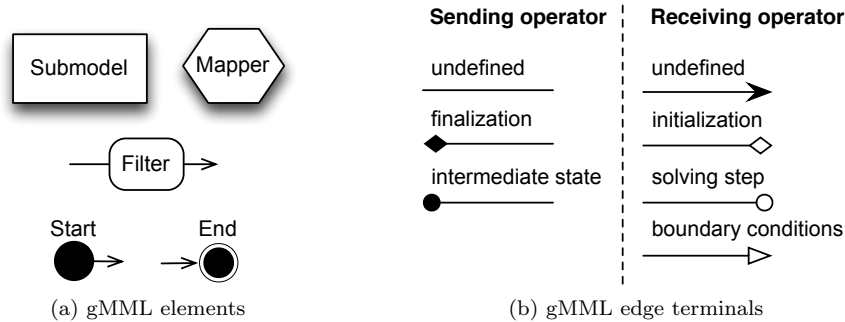 Submodel
Mapper
Filter
Start
End
(a) gMML elements
Sending operator
Receiving operator
undefined
undefined
finalization
initialization
intermediate state
solving step
boundary conditions
(b) gMML edge terminals